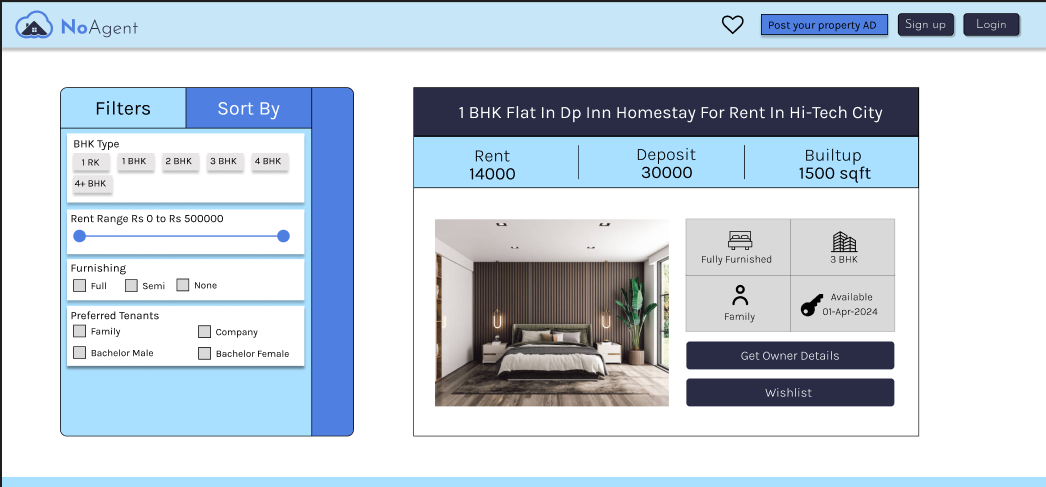 NoAgent
Post your property AD
Sign up
Login
Filters
Sort By
BHK Type
1 RK
1 BHK
2 BHK
3 BHK
4 BHK
4+ BHK
Rent Range Rs 0 to Rs 500000
Furnishing
Full
Semi
None
Preferred Tenants
Family
Company
Bachelor Male
Bachelor Female
1 BHK Flat In Dp Inn Homestay For Rent In Hi-Tech City
Rent
14000
Deposit
30000
Builtup
1500 sqft
Fully Furnished
3 BHK
Family
Available
01-Apr-2024
Get Owner Details
Wishlist